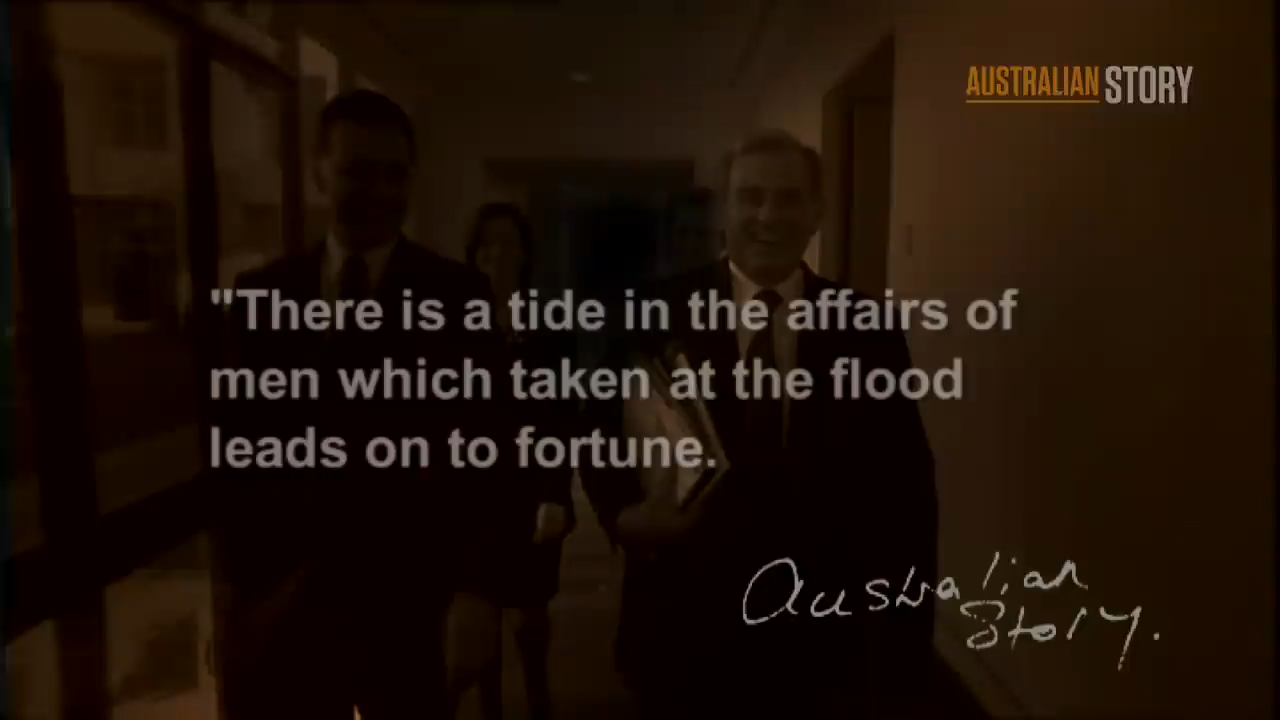 AUSTRALIAN STORY
"There is a tide in the affairs of
men which taken at the flood
leads on to fortune.
Australian
Story.